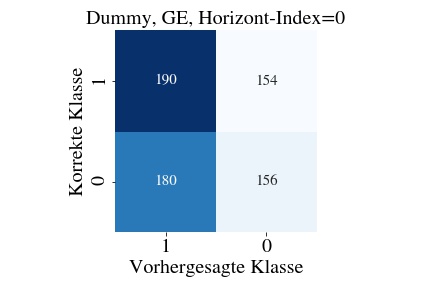 Dummy, GE, Horizont-Index=0
Korrekte Klasse
1
190
154
0
180
156
1
0
Vorhergesagte Klasse